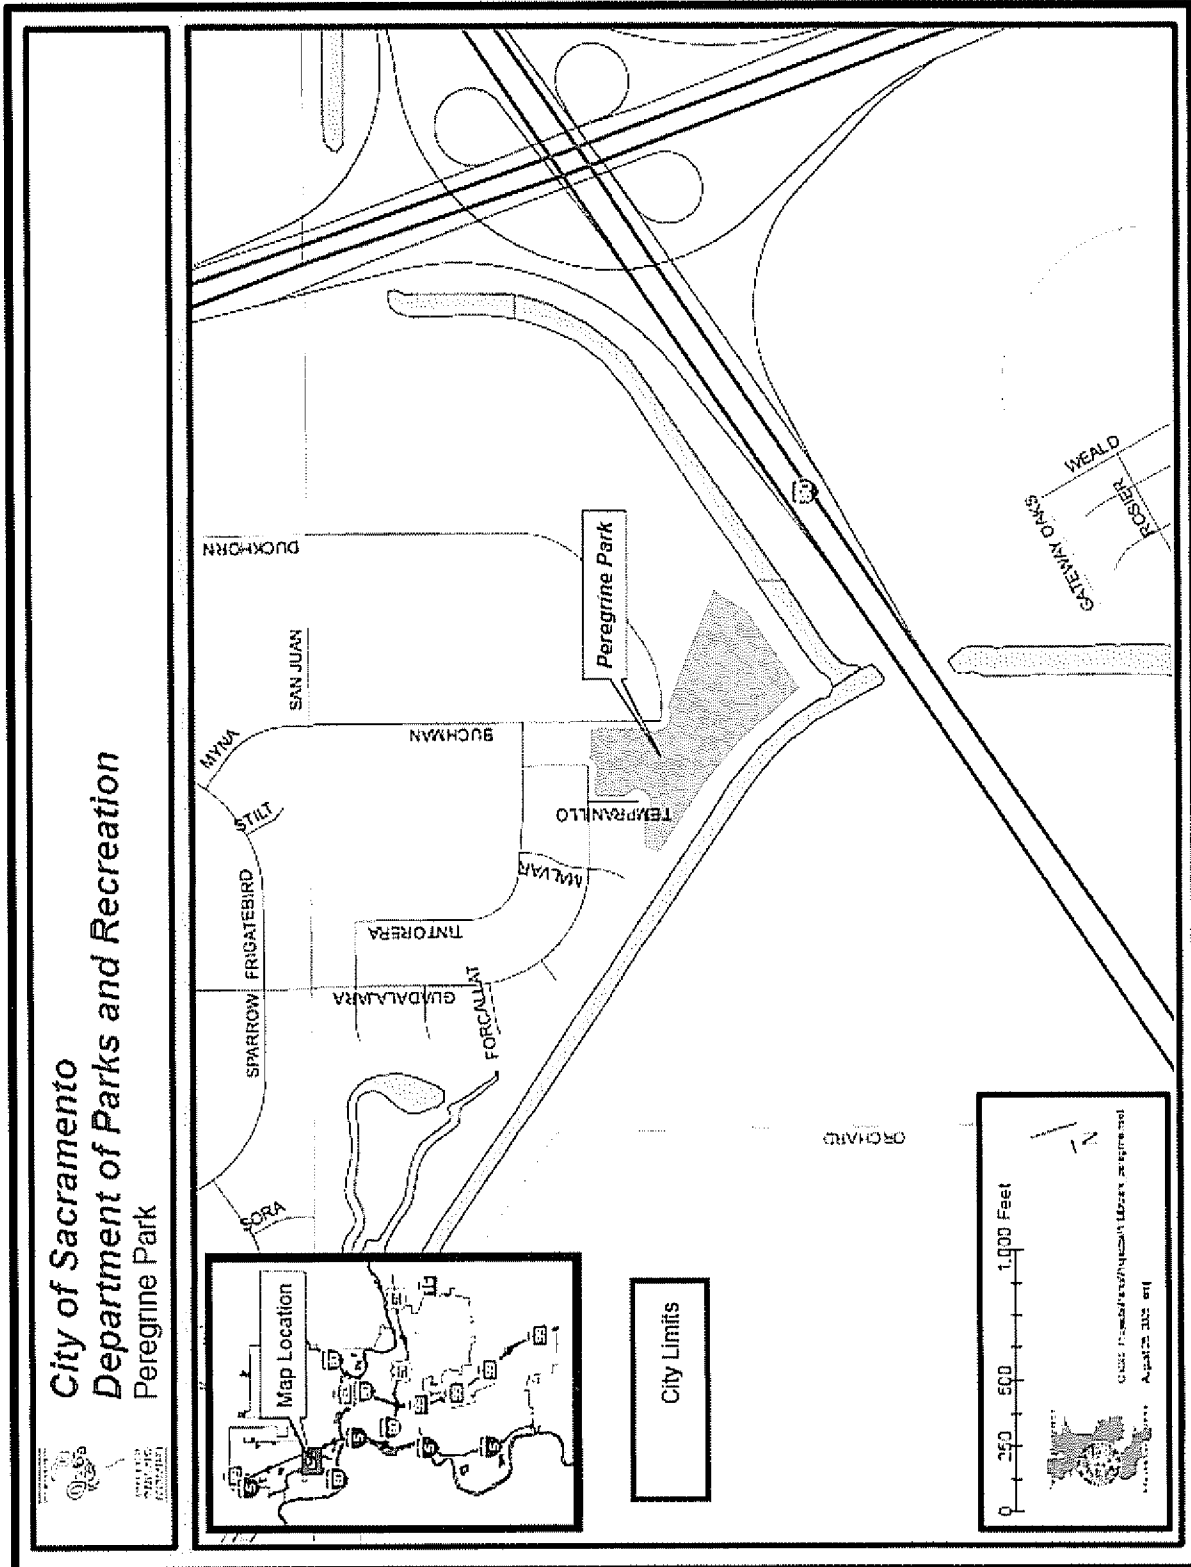 City of Sacramento
Department of Parks and Recreation
Peregrine Park
Map Location
City Limits
0 250 500 1,000 Feet
N
SORA
SPARROW
FRIGATEBIRD
STILT
MYNA
SAN JUAN
DUCKHORN
BUCHMAN
GUADALAJARA
TINTORERA
FORCALLAT
MALVAR
TEMPRANILLO
Peregrine Park
ORCHARD
GATEWAY OAKS
WEALD
ROSIER